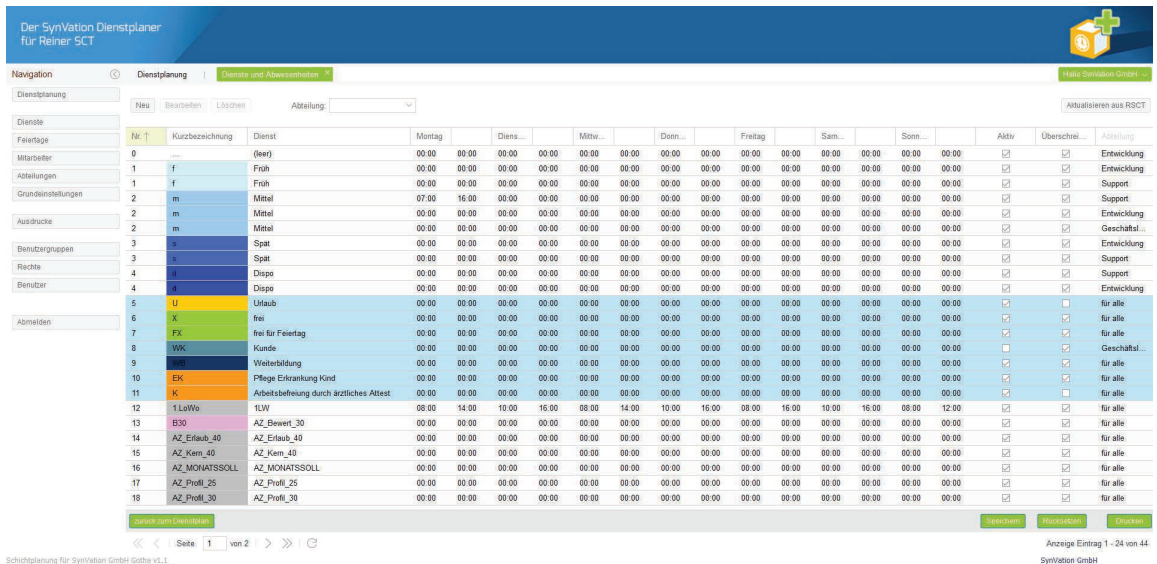 Der SynVation Dienstplaner
für Reiner SCT
Navigation
Dienstplanung | Dienste und Abwesenheiten ×
Hallo SynVation GmbH
Dienstplanung
Dienste
Feiertage
Mitarbeiter
Abteilungen
Grundeinstellungen
Ausdrucke
Benutzergruppen
Rechte
Benutzer
Abmelden
Neu Bearbeiten Löschen Abteilung: Aktualisieren aus RSCT
Nr. ↑ Kurzbezeichnung Dienst Montag Diens... Mittw... Donn... Freitag Sam... Sonn... Aktiv Überschrei... Abteilung
0 .... (leer) 00:00 00:00 00:00 00:00 00:00 00:00 00:00 00:00 00:00 00:00 00:00 00:00 00:00 00:00 Entwicklung
1 f Früh 00:00 00:00 00:00 00:00 00:00 00:00 00:00 00:00 00:00 00:00 00:00 00:00 00:00 00:00 Entwicklung
1 f Früh 00:00 00:00 00:00 00:00 00:00 00:00 00:00 00:00 00:00 00:00 00:00 00:00 00:00 00:00 Support
2 m Mittel 07:00 16:00 00:00 00:00 00:00 00:00 00:00 00:00 00:00 00:00 00:00 00:00 00:00 00:00 Support
2 m Mittel 00:00 00:00 00:00 00:00 00:00 00:00 00:00 00:00 00:00 00:00 00:00 00:00 00:00 00:00 Entwicklung
2 m Mittel 00:00 00:00 00:00 00:00 00:00 00:00 00:00 00:00 00:00 00:00 00:00 00:00 00:00 00:00 Geschäftsl...
3 s Spät 00:00 00:00 00:00 00:00 00:00 00:00 00:00 00:00 00:00 00:00 00:00 00:00 00:00 00:00 Entwicklung
3 s Spät 00:00 00:00 00:00 00:00 00:00 00:00 00:00 00:00 00:00 00:00 00:00 00:00 00:00 00:00 Support
4 d Dispo 00:00 00:00 00:00 00:00 00:00 00:00 00:00 00:00 00:00 00:00 00:00 00:00 00:00 00:00 Support
4 d Dispo 00:00 00:00 00:00 00:00 00:00 00:00 00:00 00:00 00:00 00:00 00:00 00:00 00:00 00:00 Entwicklung
5 U Urlaub 00:00 00:00 00:00 00:00 00:00 00:00 00:00 00:00 00:00 00:00 00:00 00:00 00:00 00:00 für alle
6 X frei 00:00 00:00 00:00 00:00 00:00 00:00 00:00 00:00 00:00 00:00 00:00 00:00 00:00 00:00 für alle
7 FX frei für Feiertag 00:00 00:00 00:00 00:00 00:00 00:00 00:00 00:00 00:00 00:00 00:00 00:00 00:00 00:00 für alle
8 WK Kunde 00:00 00:00 00:00 00:00 00:00 00:00 00:00 00:00 00:00 00:00 00:00 00:00 00:00 00:00 Geschäftsl...
9 WB Weiterbildung 00:00 00:00 00:00 00:00 00:00 00:00 00:00 00:00 00:00 00:00 00:00 00:00 00:00 00:00 für alle
10 EK Pflege Erkrankung Kind 00:00 00:00 00:00 00:00 00:00 00:00 00:00 00:00 00:00 00:00 00:00 00:00 00:00 00:00 für alle
11 K Arbeitsbefreiung durch ärztliches Attest 00:00 00:00 00:00 00:00 00:00 00:00 00:00 00:00 00:00 00:00 00:00 00:00 00:00 00:00 für alle
12 1.LoWo 1LW 08:00 14:00 10:00 16:00 08:00 14:00 10:00 16:00 08:00 16:00 10:00 16:00 08:00 12:00 für alle
13 B30 AZ_Bewert_30 00:00 00:00 00:00 00:00 00:00 00:00 00:00 00:00 00:00 00:00 00:00 00:00 00:00 00:00 für alle
14 AZ_Erlaub_40 AZ_Erlaub_40 00:00 00:00 00:00 00:00 00:00 00:00 00:00 00:00 00:00 00:00 00:00 00:00 00:00 00:00 für alle
15 AZ_Kern_40 AZ_Kern_40 00:00 00:00 00:00 00:00 00:00 00:00 00:00 00:00 00:00 00:00 00:00 00:00 00:00 00:00 für alle
16 AZ_MONATSSOLL AZ_MONATSSOLL 00:00 00:00 00:00 00:00 00:00 00:00 00:00 00:00 00:00 00:00 00:00 00:00 00:00 00:00 für alle
17 AZ_Profil_25 AZ_Profil_25 00:00 00:00 00:00 00:00 00:00 00:00 00:00 00:00 00:00 00:00 00:00 00:00 00:00 00:00 für alle
18 AZ_Profil_30 AZ_Profil_30 00:00 00:00 00:00 00:00 00:00 00:00 00:00 00:00 00:00 00:00 00:00 00:00 00:00 00:00 für alle
zurück zum Dienstplan Speichern Rücksetzen Drucken
Seite 1 von 2 Anzeige Eintrag 1 - 24 von 44
Schichtplanung für SynVation GmbH Gotha v1.1 SynVation GmbH